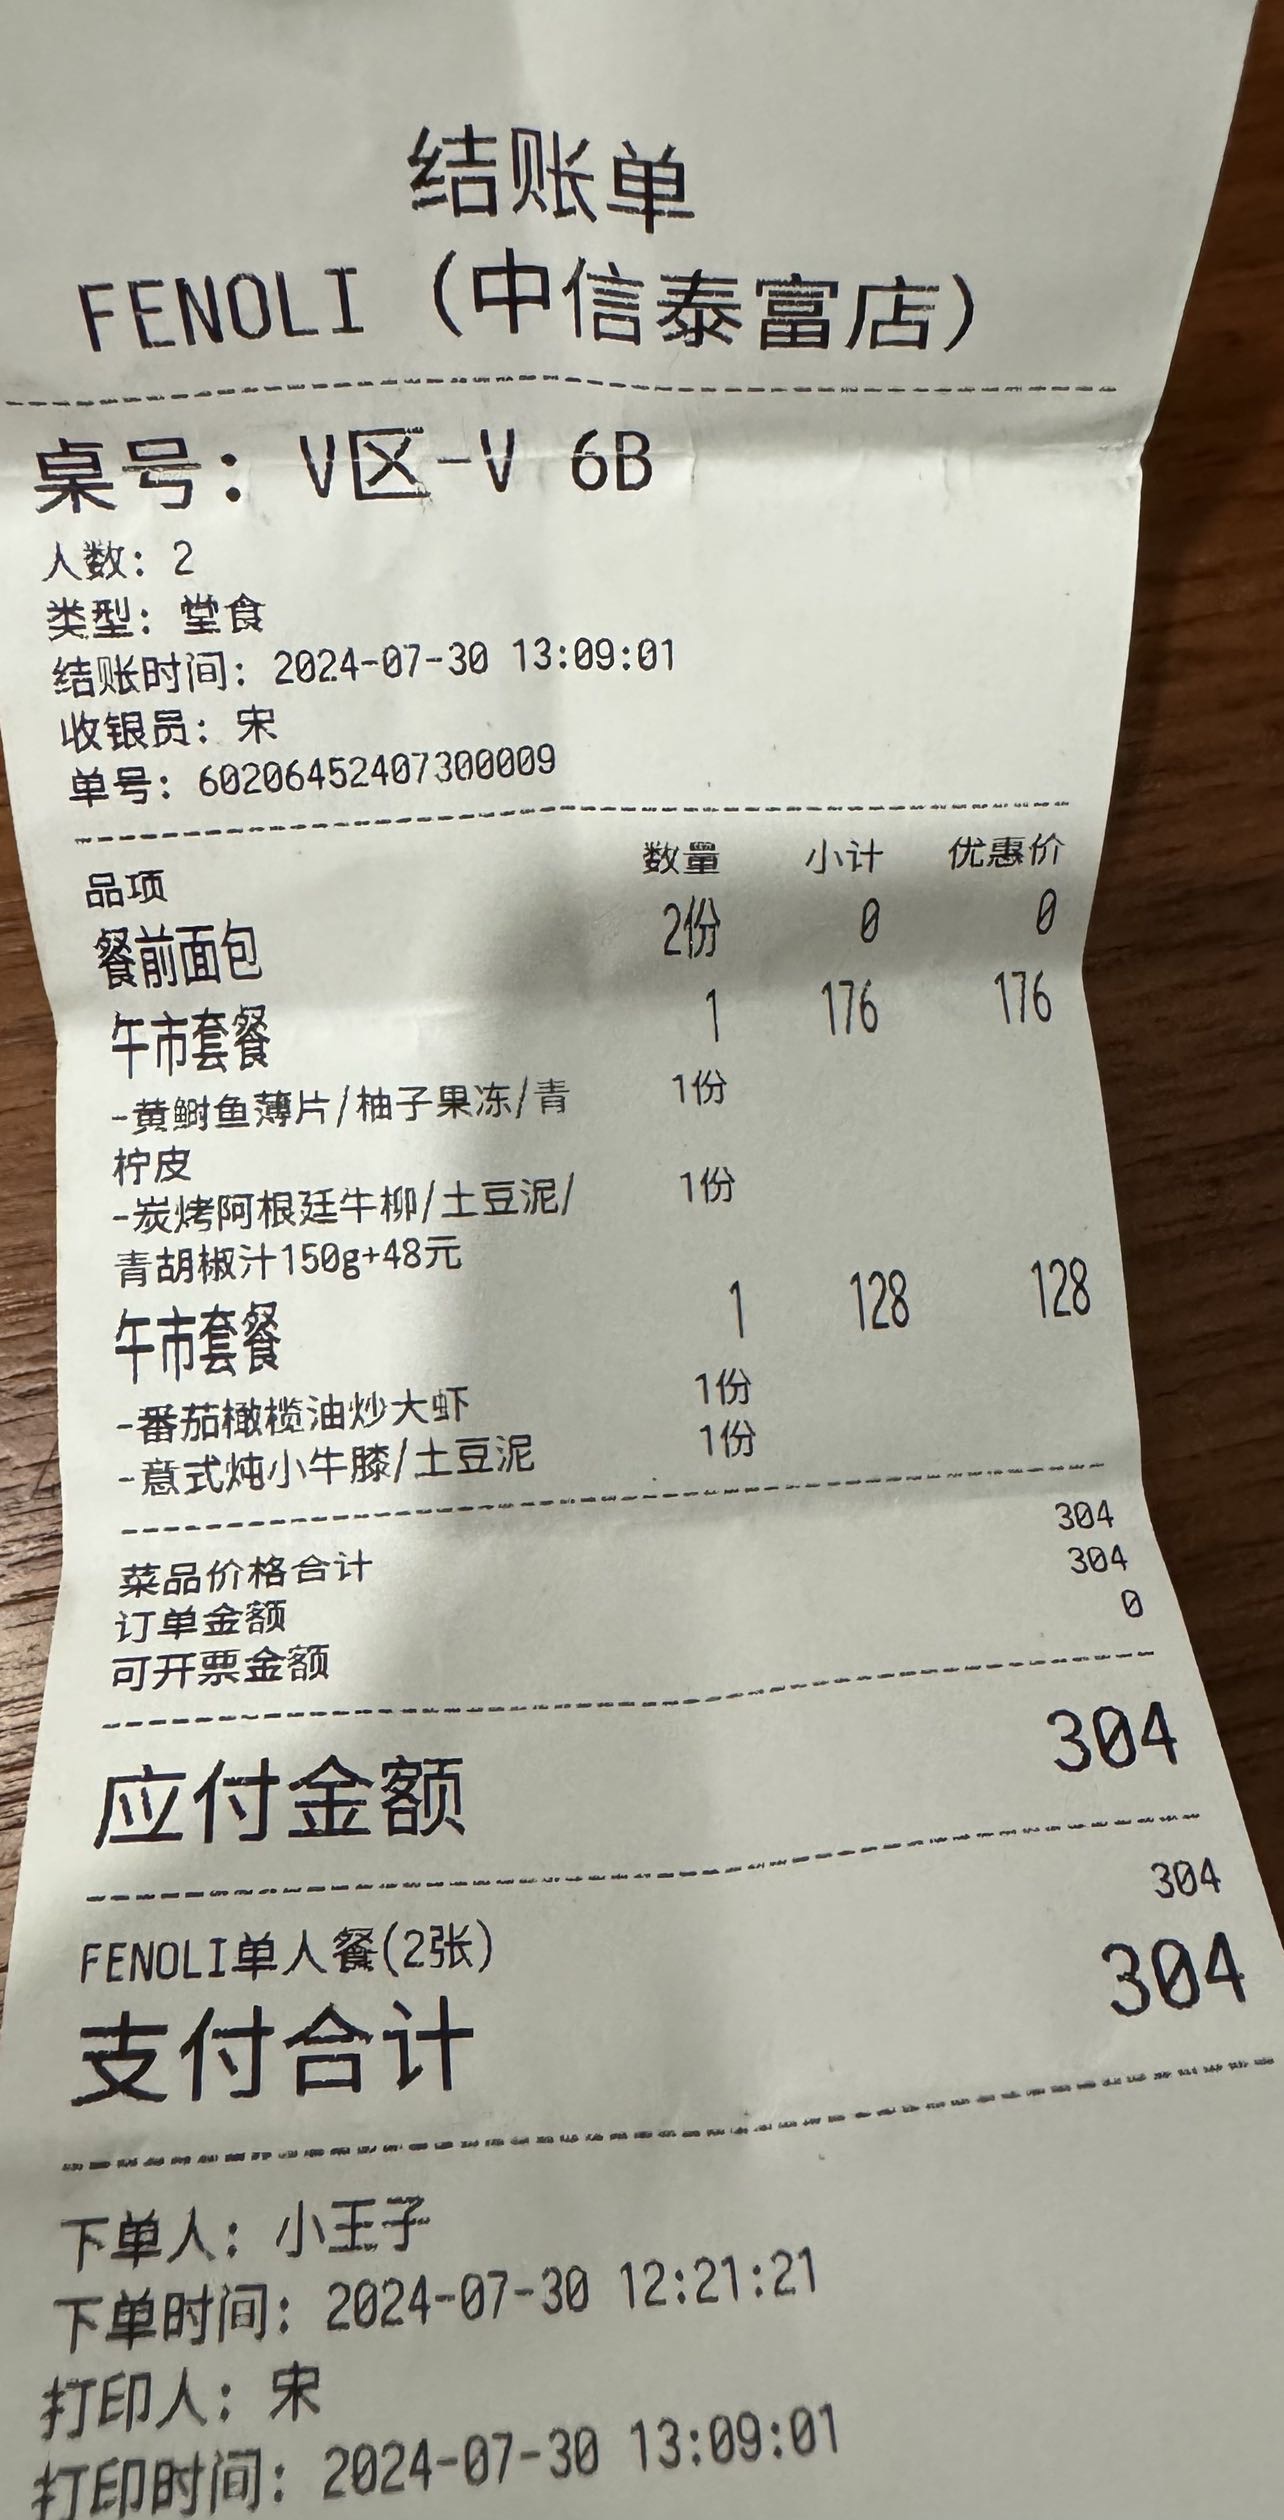 结账单
FENOLI (中信泰富店)
桌号: V区-V 6B
人数: 2
类型: 堂食
结账时间: 2024-07-30 13:09:01
收银员: 宋
单号: 60206452407300009
品项 数量 小计 优惠价
餐前面包 2份 0 0
午市套餐 1 176 176
-黄鲥鱼薄片/柚子果冻/青 1份
柠皮
-炭烤阿根廷牛柳/土豆泥/ 1份
青胡椒汁150g+48元
午市套餐 1 128 128
-番茄橄榄油炒大虾 1份
-意式炖小牛膝/土豆泥 1份
菜品价格合计 304
订单金额 304
可开票金额 0
应付金额 304
FENOLI单人餐(2张) 304
支付合计 304
下单人: 小王子
下单时间: 2024-07-30 12:21:21
打印人: 宋
打印时间: 2024-07-30 13:09:01